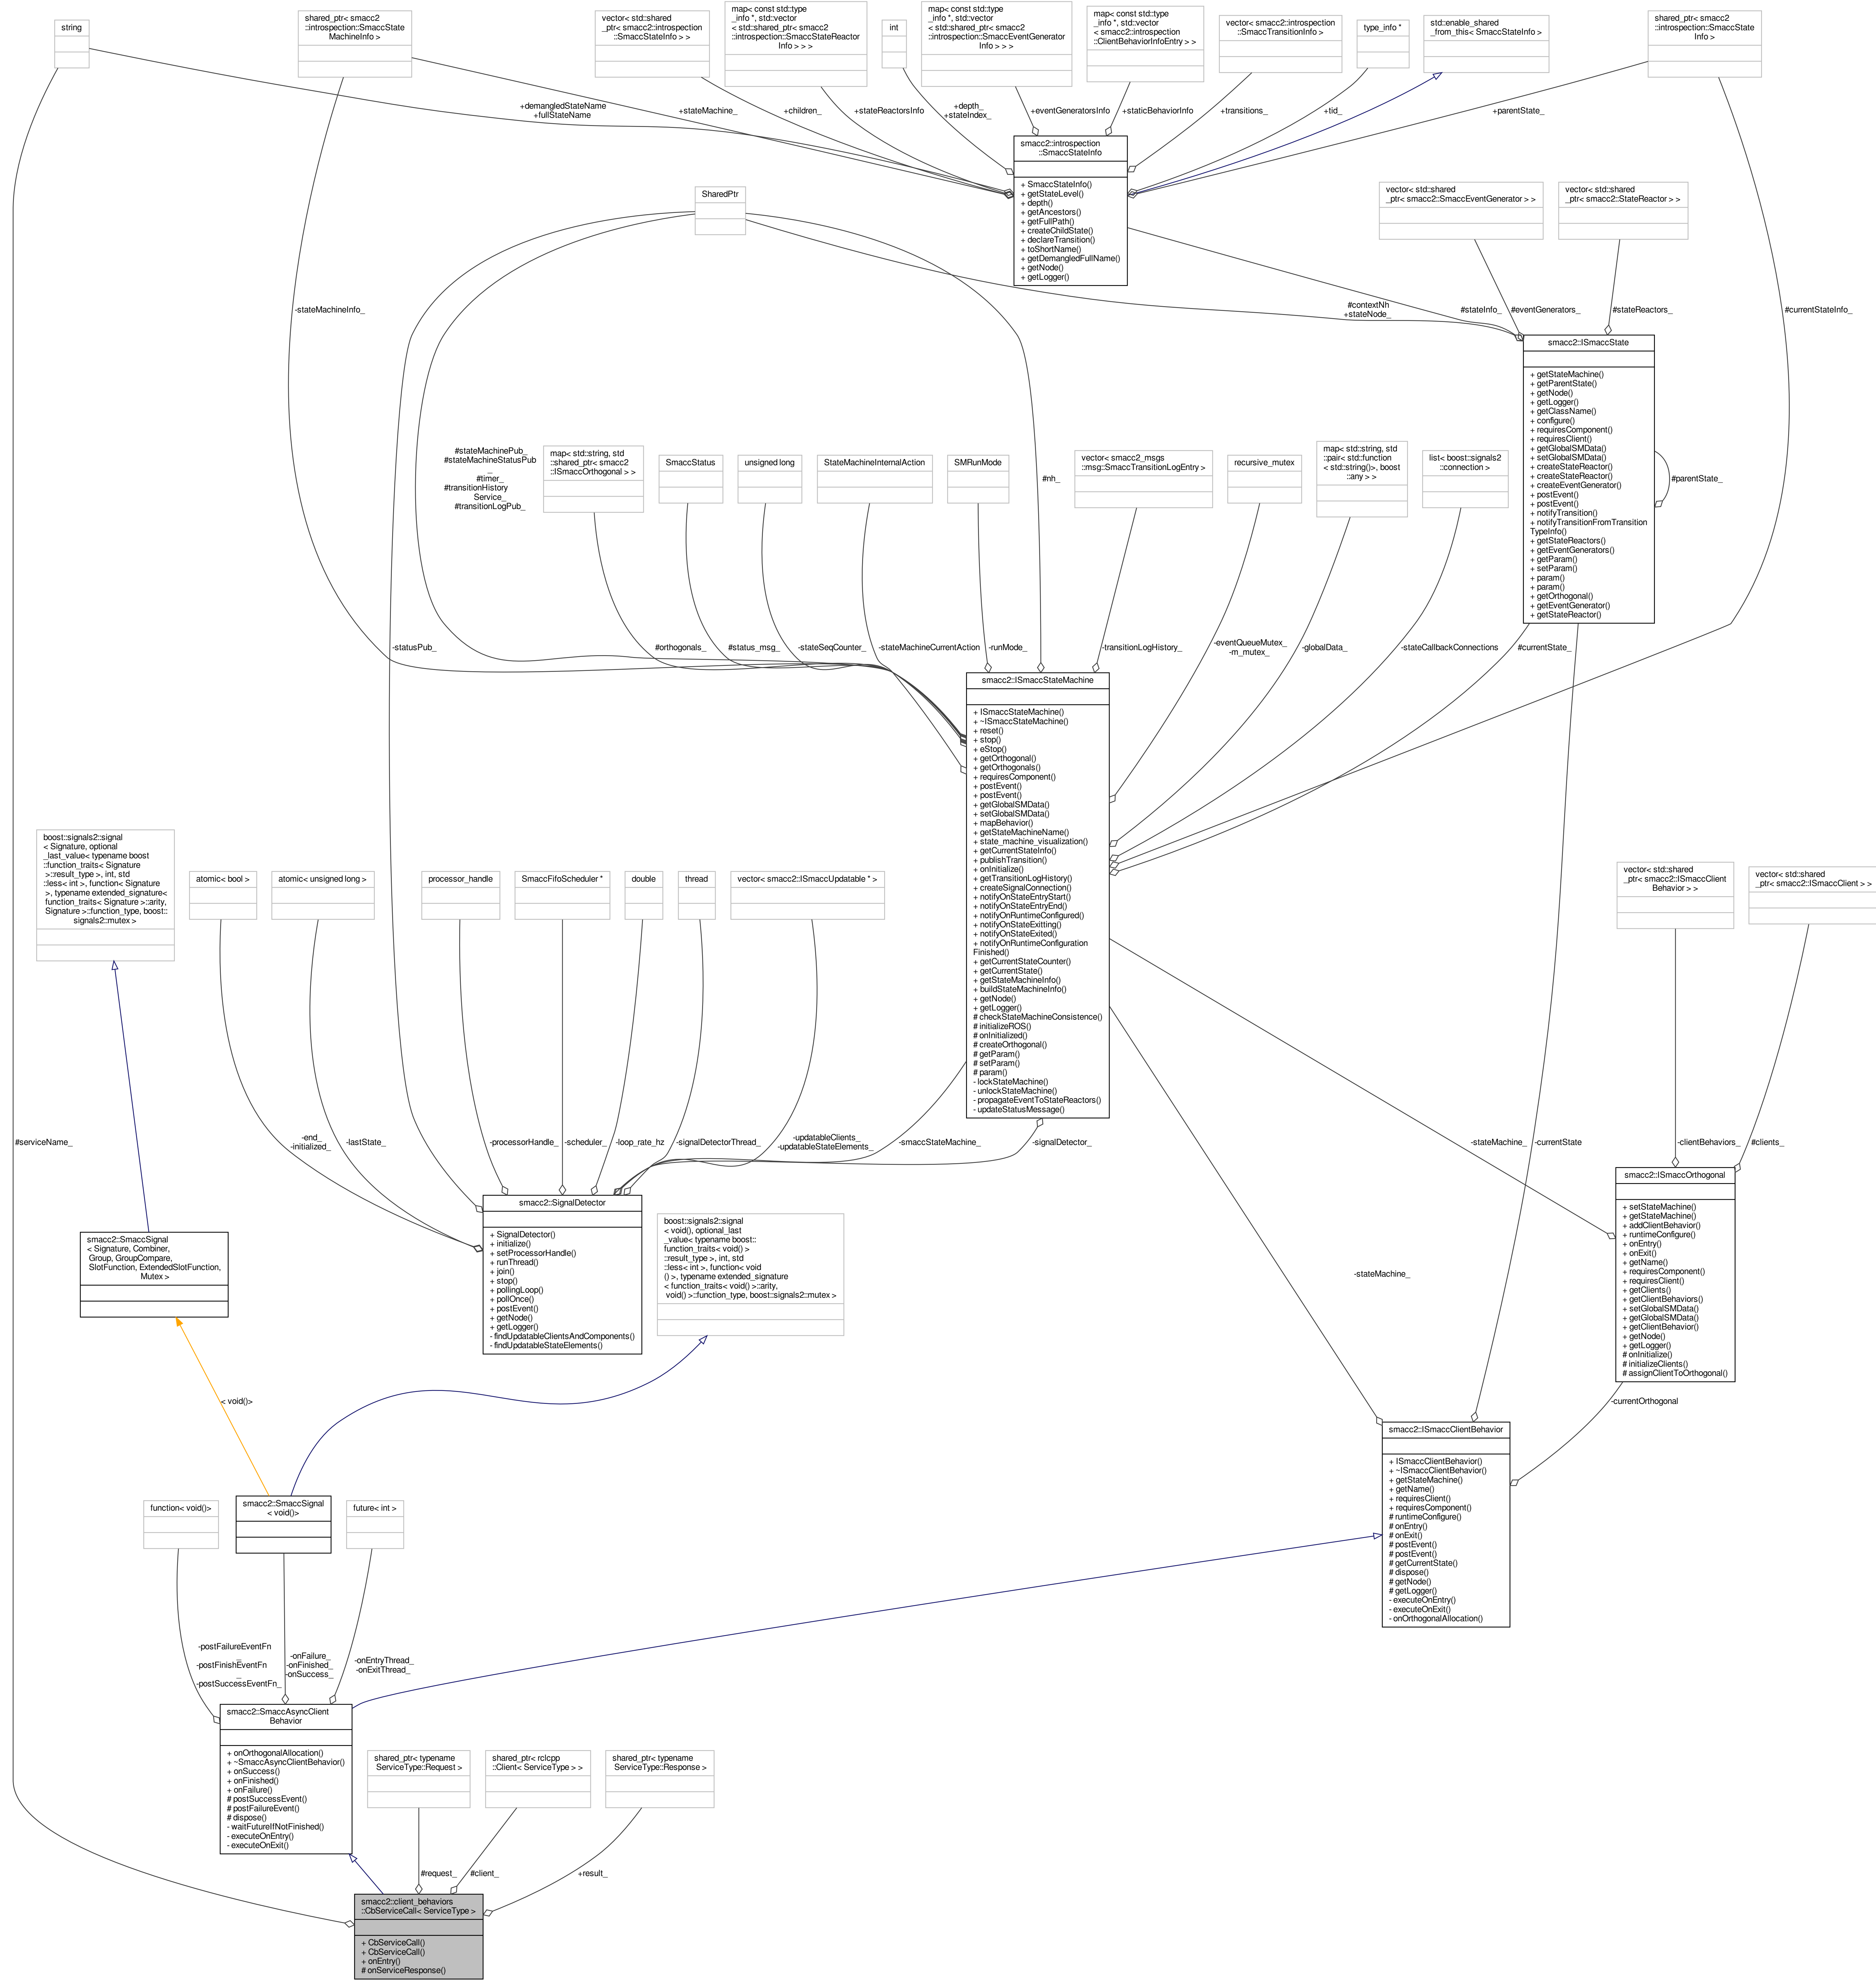 string
shared_ptr< smacc2
::introspection::SmaccState
MachineInfo >
vector< std::shared
_ptr< smacc2::introspection
::SmaccStateInfo > >
map< const std::type
_info *, std::vector
< std::shared_ptr< smacc2
::introspection::SmaccStateReactor
Info > > >
int
map< const std::type
_info *, std::vector
< std::shared_ptr< smacc2
::introspection::SmaccEventGenerator
Info > > >
map< const std::type
_info *, std::vector
< smacc2::introspection
::ClientBehaviorInfoEntry > >
vector< smacc2::introspection
::SmaccTransitionInfo >
type_info *
std::enable_shared
_from_this< SmaccStateInfo >
shared_ptr< smacc2
::introspection::SmaccState
Info >
+demangledStateName
+fullStateName
+stateMachine_
+children_
+stateReactorsInfo
+depth_
+stateIndex_
+eventGeneratorsInfo
+staticBehaviorInfo
+transitions_
+tid_
+parentState_
smacc2::introspection
::SmaccStateInfo
+ SmaccStateInfo()
+ getStateLevel()
+ depth()
+ getAncestors()
+ getFullPath()
+ createChildState()
+ declareTransition()
+ toShortName()
+ getDemangledFullName()
+ getNode()
+ getLogger()
SharedPtr
vector< std::shared
_ptr< smacc2::SmaccEventGenerator > >
vector< std::shared
_ptr< smacc2::StateReactor > >
-stateMachineInfo_
#contextNh
+stateNode_
#stateInfo_
#eventGenerators_
#stateReactors_
#currentStateInfo_
smacc2::ISmaccState
+ getStateMachine()
+ getParentState()
+ getNode()
+ getLogger()
+ getClassName()
+ configure()
+ requiresComponent()
+ requiresClient()
+ getGlobalSMData()
+ setGlobalSMData()
+ createStateReactor()
+ createStateReactor()
+ createEventGenerator()
+ postEvent()
+ postEvent()
+ notifyTransition()
+ notifyTransitionFromTransition
TypeInfo()
+ getStateReactors()
+ getEventGenerators()
+ getParam()
+ setParam()
+ param()
+ param()
+ getOrthogonal()
+ getEventGenerator()
+ getStateReactor()
#parentState_
#stateMachinePub_
#stateMachineStatusPub
_
#timer_
#transitionHistory
Service_
#transitionLogPub_
map< std::string, std
::shared_ptr< smacc2
::ISmaccOrthogonal > >
SmaccStatus
unsigned long
StateMachineInternalAction
SMRunMode
#nh_
vector< smacc2_msgs
::msg::SmaccTransitionLogEntry >
recursive_mutex
map< std::string, std
::pair< std::function
< std::string()>, boost
::any > >
list< boost::signals2
::connection >
-statusPub_
#orthogonals_
#status_msg_
-stateSeqCounter_
-stateMachineCurrentAction
-runMode_
-transitionLogHistory_
-eventQueueMutex_
-m_mutex_
-globalData_
-stateCallbackConnections
#currentState_
smacc2::ISmaccStateMachine
+ ISmaccStateMachine()
+ ~ISmaccStateMachine()
+ reset()
+ stop()
+ eStop()
+ getOrthogonal()
+ getOrthogonals()
+ requiresComponent()
+ postEvent()
+ postEvent()
+ getGlobalSMData()
+ setGlobalSMData()
+ mapBehavior()
+ getStateMachineName()
+ state_machine_visualization()
+ getCurrentStateInfo()
+ publishTransition()
+ onInitialize()
+ getTransitionLogHistory()
+ createSignalConnection()
+ notifyOnStateEntryStart()
+ notifyOnStateEntryEnd()
+ notifyOnRuntimeConfigured()
+ notifyOnStateExitting()
+ notifyOnStateExited()
+ notifyOnRuntimeConfiguration
Finished()
+ getCurrentStateCounter()
+ getCurrentState()
+ getStateMachineInfo()
+ buildStateMachineInfo()
+ getNode()
+ getLogger()
# checkStateMachineConsistence()
# initializeROS()
# onInitialized()
# createOrthogonal()
# getParam()
# setParam()
# param()
- lockStateMachine()
- unlockStateMachine()
- propagateEventToStateReactors()
- updateStatusMessage()
boost::signals2::signal
< Signature, optional
_last_value< typename boost
::function_traits< Signature
>::result_type >, int, std
::less< int >, function< Signature
>, typename extended_signature<
function_traits< Signature >::arity,
Signature >::function_type, boost::
signals2::mutex >
atomic< bool >
atomic< unsigned long >
processor_handle
SmaccFifoScheduler *
double
thread
vector< smacc2::ISmaccUpdatable * >
vector< std::shared
_ptr< smacc2::ISmaccClient
Behavior > >
vector< std::shared
_ptr< smacc2::ISmaccClient > >
#serviceName_
-end_
-initialized_
-lastState_
-processorHandle_
-scheduler_
-loop_rate_hz
-signalDetectorThread_
-updatableClients_
-updatableStateElements_
-smaccStateMachine_
-signalDetector_
-stateMachine_
-currentState
-clientBehaviors_
#clients_
smacc2::ISmaccOrthogonal
+ setStateMachine()
+ getStateMachine()
+ addClientBehavior()
+ runtimeConfigure()
+ onEntry()
+ onExit()
+ getName()
+ requiresComponent()
+ requiresClient()
+ getClients()
+ getClientBehaviors()
+ setGlobalSMData()
+ getGlobalSMData()
+ getClientBehavior()
+ getNode()
+ getLogger()
# onInitialize()
# initializeClients()
# assignClientToOrthogonal()
smacc2::SignalDetector
+ SignalDetector()
+ initialize()
+ setProcessorHandle()
+ runThread()
+ join()
+ stop()
+ pollingLoop()
+ pollOnce()
+ postEvent()
+ getNode()
+ getLogger()
- findUpdatableClientsAndComponents()
- findUpdatableStateElements()
boost::signals2::signal
< void(), optional_last
_value< typename boost::
function_traits< void() >
::result_type >, int, std
::less< int >, function< void
() >, typename extended_signature
< function_traits< void() >::arity,
void() >::function_type, boost::signals2::mutex >
smacc2::SmaccSignal
< Signature, Combiner,
Group, GroupCompare,
SlotFunction, ExtendedSlotFunction,
Mutex >
-stateMachine_
< void()>
-currentOrthogonal
smacc2::ISmaccClientBehavior
+ ISmaccClientBehavior()
+ ~ISmaccClientBehavior()
+ getStateMachine()
+ getName()
+ requiresClient()
+ requiresComponent()
# runtimeConfigure()
# onEntry()
# onExit()
# postEvent()
# postEvent()
# getCurrentState()
# dispose()
# getNode()
# getLogger()
- executeOnEntry()
- executeOnExit()
- onOrthogonalAllocation()
function< void()>
smacc2::SmaccSignal
< void()>
future< int >
-postFailureEventFn
_
-postFinishEventFn
_
-postSuccessEventFn_
-onFailure_
-onFinished_
-onSuccess_
-onEntryThread_
-onExitThread_
smacc2::SmaccAsyncClient
Behavior
+ onOrthogonalAllocation()
+ ~SmaccAsyncClientBehavior()
+ onSuccess()
+ onFinished()
+ onFailure()
# postSuccessEvent()
# postFailureEvent()
# dispose()
- waitFutureIfNotFinished()
- executeOnEntry()
- executeOnExit()
shared_ptr< typename
ServiceType::Request >
shared_ptr< rclcpp
::Client< ServiceType > >
shared_ptr< typename
ServiceType::Response >
#request_
#client_
+result_
smacc2::client_behaviors
::CbServiceCall< ServiceType >
+ CbServiceCall()
+ CbServiceCall()
+ onEntry()
# onServiceResponse()